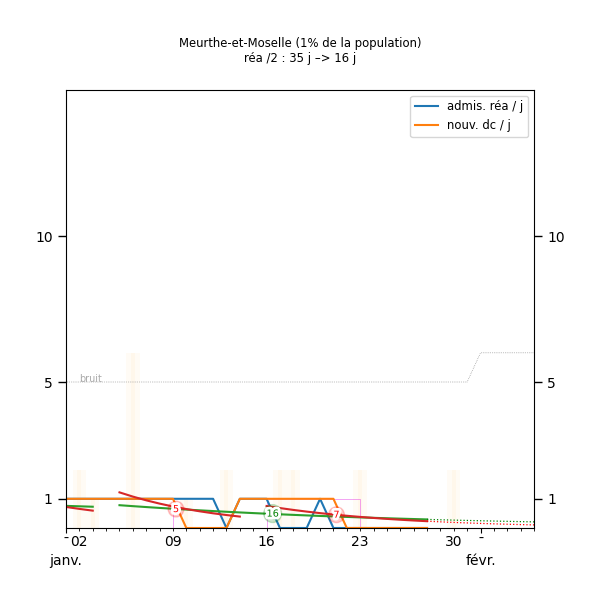 Meurthe-et-Moselle (1% de la population)
réa /2 : 35 j –> 16 j
admis. réa / j
nouv. dc / j
10 10
bruit
5 5
1 1
5 16 7
02 09 16 23 30 -
janv. févr.